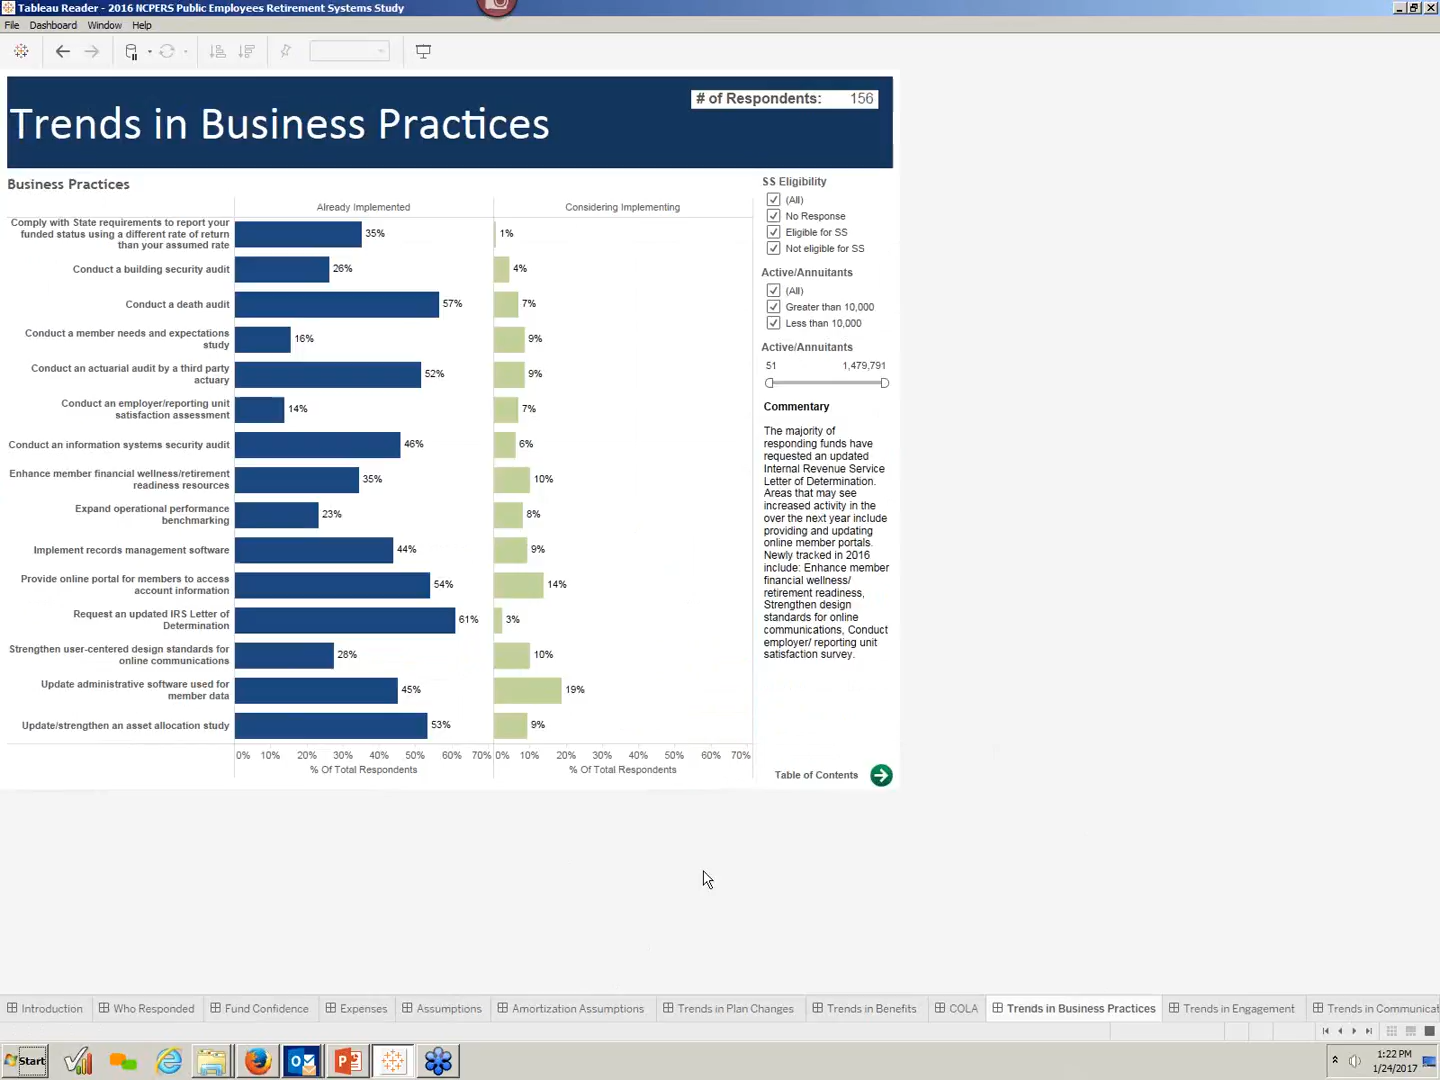 Tableau Reader - 2016 NCPERS Public Employees Retirement Systems Study
File Dashboard Window Help
Trends in Business Practices
# of Respondents: 156
Business Practices
Already Implemented
Considering Implementing
Comply with State requirements to report your
funded status using a different rate of return
than your assumed rate
35%
1%
Conduct a building security audit
26%
4%
Conduct a death audit
57%
7%
Conduct a member needs and expectations
study
16%
9%
Conduct an actuarial audit by a third party
actuary
52%
9%
Conduct an employer/reporting unit
satisfaction assessment
14%
7%
Conduct an information systems security audit
46%
6%
Enhance member financial wellness/retirement
readiness resources
35%
10%
Expand operational performance
benchmarking
23%
8%
Implement records management software
44%
9%
Provide online portal for members to access
account information
54%
14%
Request an updated IRS Letter of
Determination
61%
3%
Strengthen user-centered design standards for
online communications
28%
10%
Update administrative software used for
member data
45%
19%
Update/strengthen an asset allocation study
53%
9%
0% 10% 20% 30% 40% 50% 60% 70%
% Of Total Respondents
0% 10% 20% 30% 40% 50% 60% 70%
% Of Total Respondents
SS Eligibility
(All)
No Response
Eligible for SS
Not eligible for SS
Active/Annuitants
(All)
Greater than 10,000
Less than 10,000
Active/Annuitants
51 1,479,791
Commentary
The majority of
responding funds have
requested an updated
Internal Revenue Service
Letter of Determination.
Areas that may see
increased activity in the
over the next year include
providing and updating
online member portals.
Newly tracked in 2016
include: Enhance member
financial wellness/
retirement readiness,
Strengthen design
standards for online
communications, Conduct
employer/ reporting unit
satisfaction survey.
Table of Contents
Introduction Who Responded Fund Confidence Expenses Assumptions Amortization Assumptions Trends in Plan Changes Trends in Benefits COLA Trends in Business Practices Trends in Engagement Trends in Communicat
Start
1:22 PM
1/24/2017